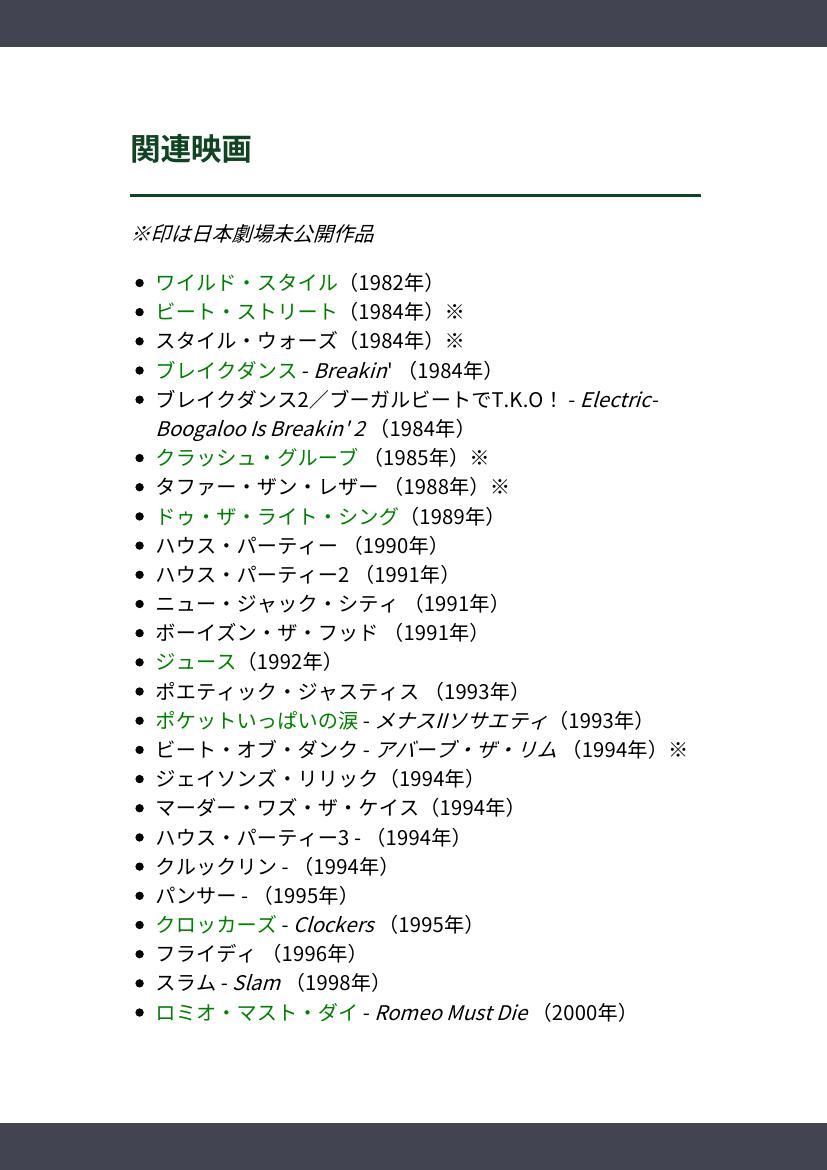 関連映画
※印は日本劇場未公開作品
ワイルド・スタイル（1982年）
ビート・ストリート（1984年）※
スタイル・ウォーズ（1984年）※
ブレイクダンス - Breakin' （1984年）
ブレイクダンス2／ブーガルビートでT.K.O！ - Electric-
Boogaloo Is Breakin' 2 （1984年）
クラッシュ・グルーブ （1985年）※
タファー・ザン・レザー （1988年）※
ドゥ・ザ・ライト・シング（1989年）
ハウス・パーティー （1990年）
ハウス・パーティー2 （1991年）
ニュー・ジャック・シティ （1991年）
ボーイズン・ザ・フッド （1991年）
ジュース（1992年）
ポエティック・ジャスティス （1993年）
ポケットいっぱいの涙 - メナスIIソサエティ（1993年）
ビート・オブ・ダンク - アバーブ・ザ・リム （1994年）※
ジェイソンズ・リリック（1994年）
マーダー・ワズ・ザ・ケイス（1994年）
ハウス・パーティー3 - （1994年）
クルックリン - （1994年）
パンサー - （1995年）
クロッカーズ - Clockers （1995年）
フライディ （1996年）
スラム - Slam （1998年）
ロミオ・マスト・ダイ - Romeo Must Die （2000年）